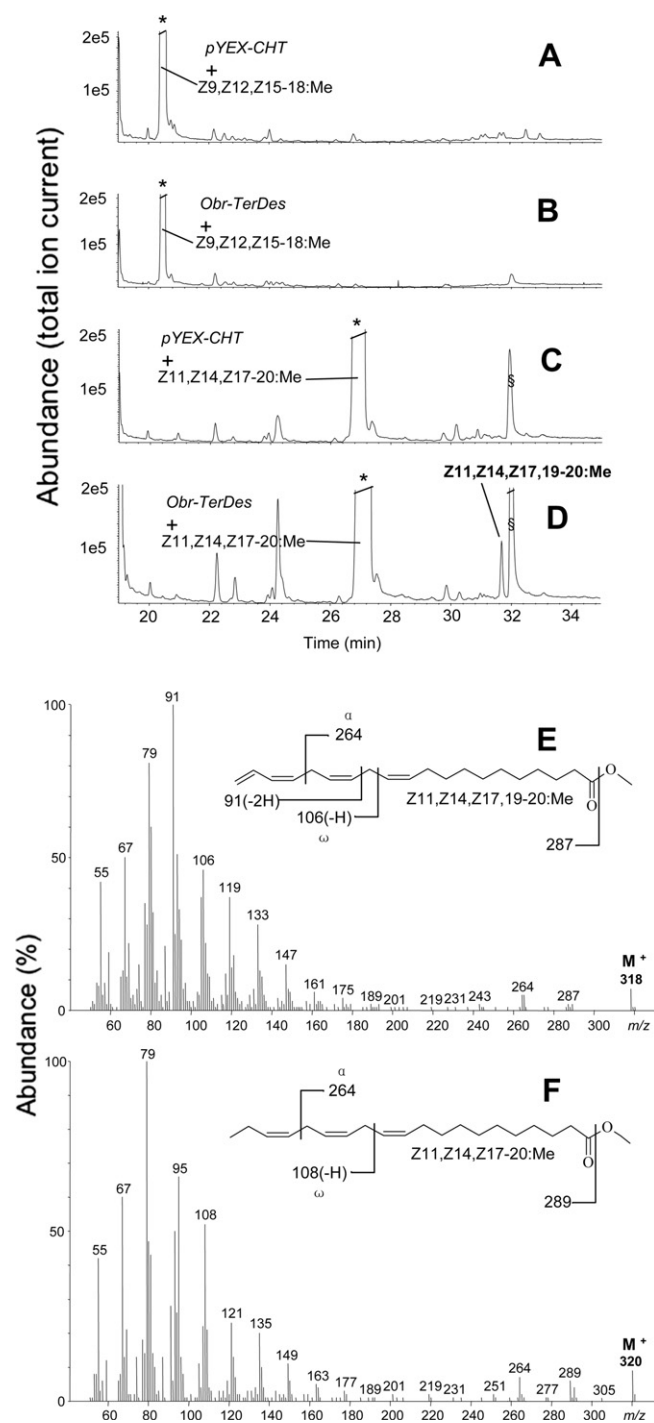 Abundance (total ion current)
A
2e5
1e5
*
pYEX-CHT
+
Z9,Z12,Z15-18:Me
B
2e5
1e5
*
Obr-TerDes
+
Z9,Z12,Z15-18:Me
C
2e5
1e5
pYEX-CHT
+
Z11,Z14,Z17-20:Me
*
§
D
2e5
1e5
Obr-TerDes
+
Z11,Z14,Z17-20:Me
*
Z11,Z14,Z17,19-20:Me
§
20 22 24 26 28 30 32 34
Time (min)
Abundance (%)
E
100
50
0
55 67 79 91 106 119 133 147 161 175 189 201 219 231 243 264 287
M+
318
α
264
91(-2H)
106(-H)
ω
Z11,Z14,Z17,19-20:Me
O
O
287
60 80 100 120 140 160 180 200 220 240 260 280 300 m/z
F
100
50
0
55 67 79 95 108 121 135 149 163 177 189 201 219 231 251 264 277 289 305
M+
320
α
264
108(-H)
ω
Z11,Z14,Z17-20:Me
O
O
289
60 80 100 120 140 160 180 200 220 240 260 280 300 m/z